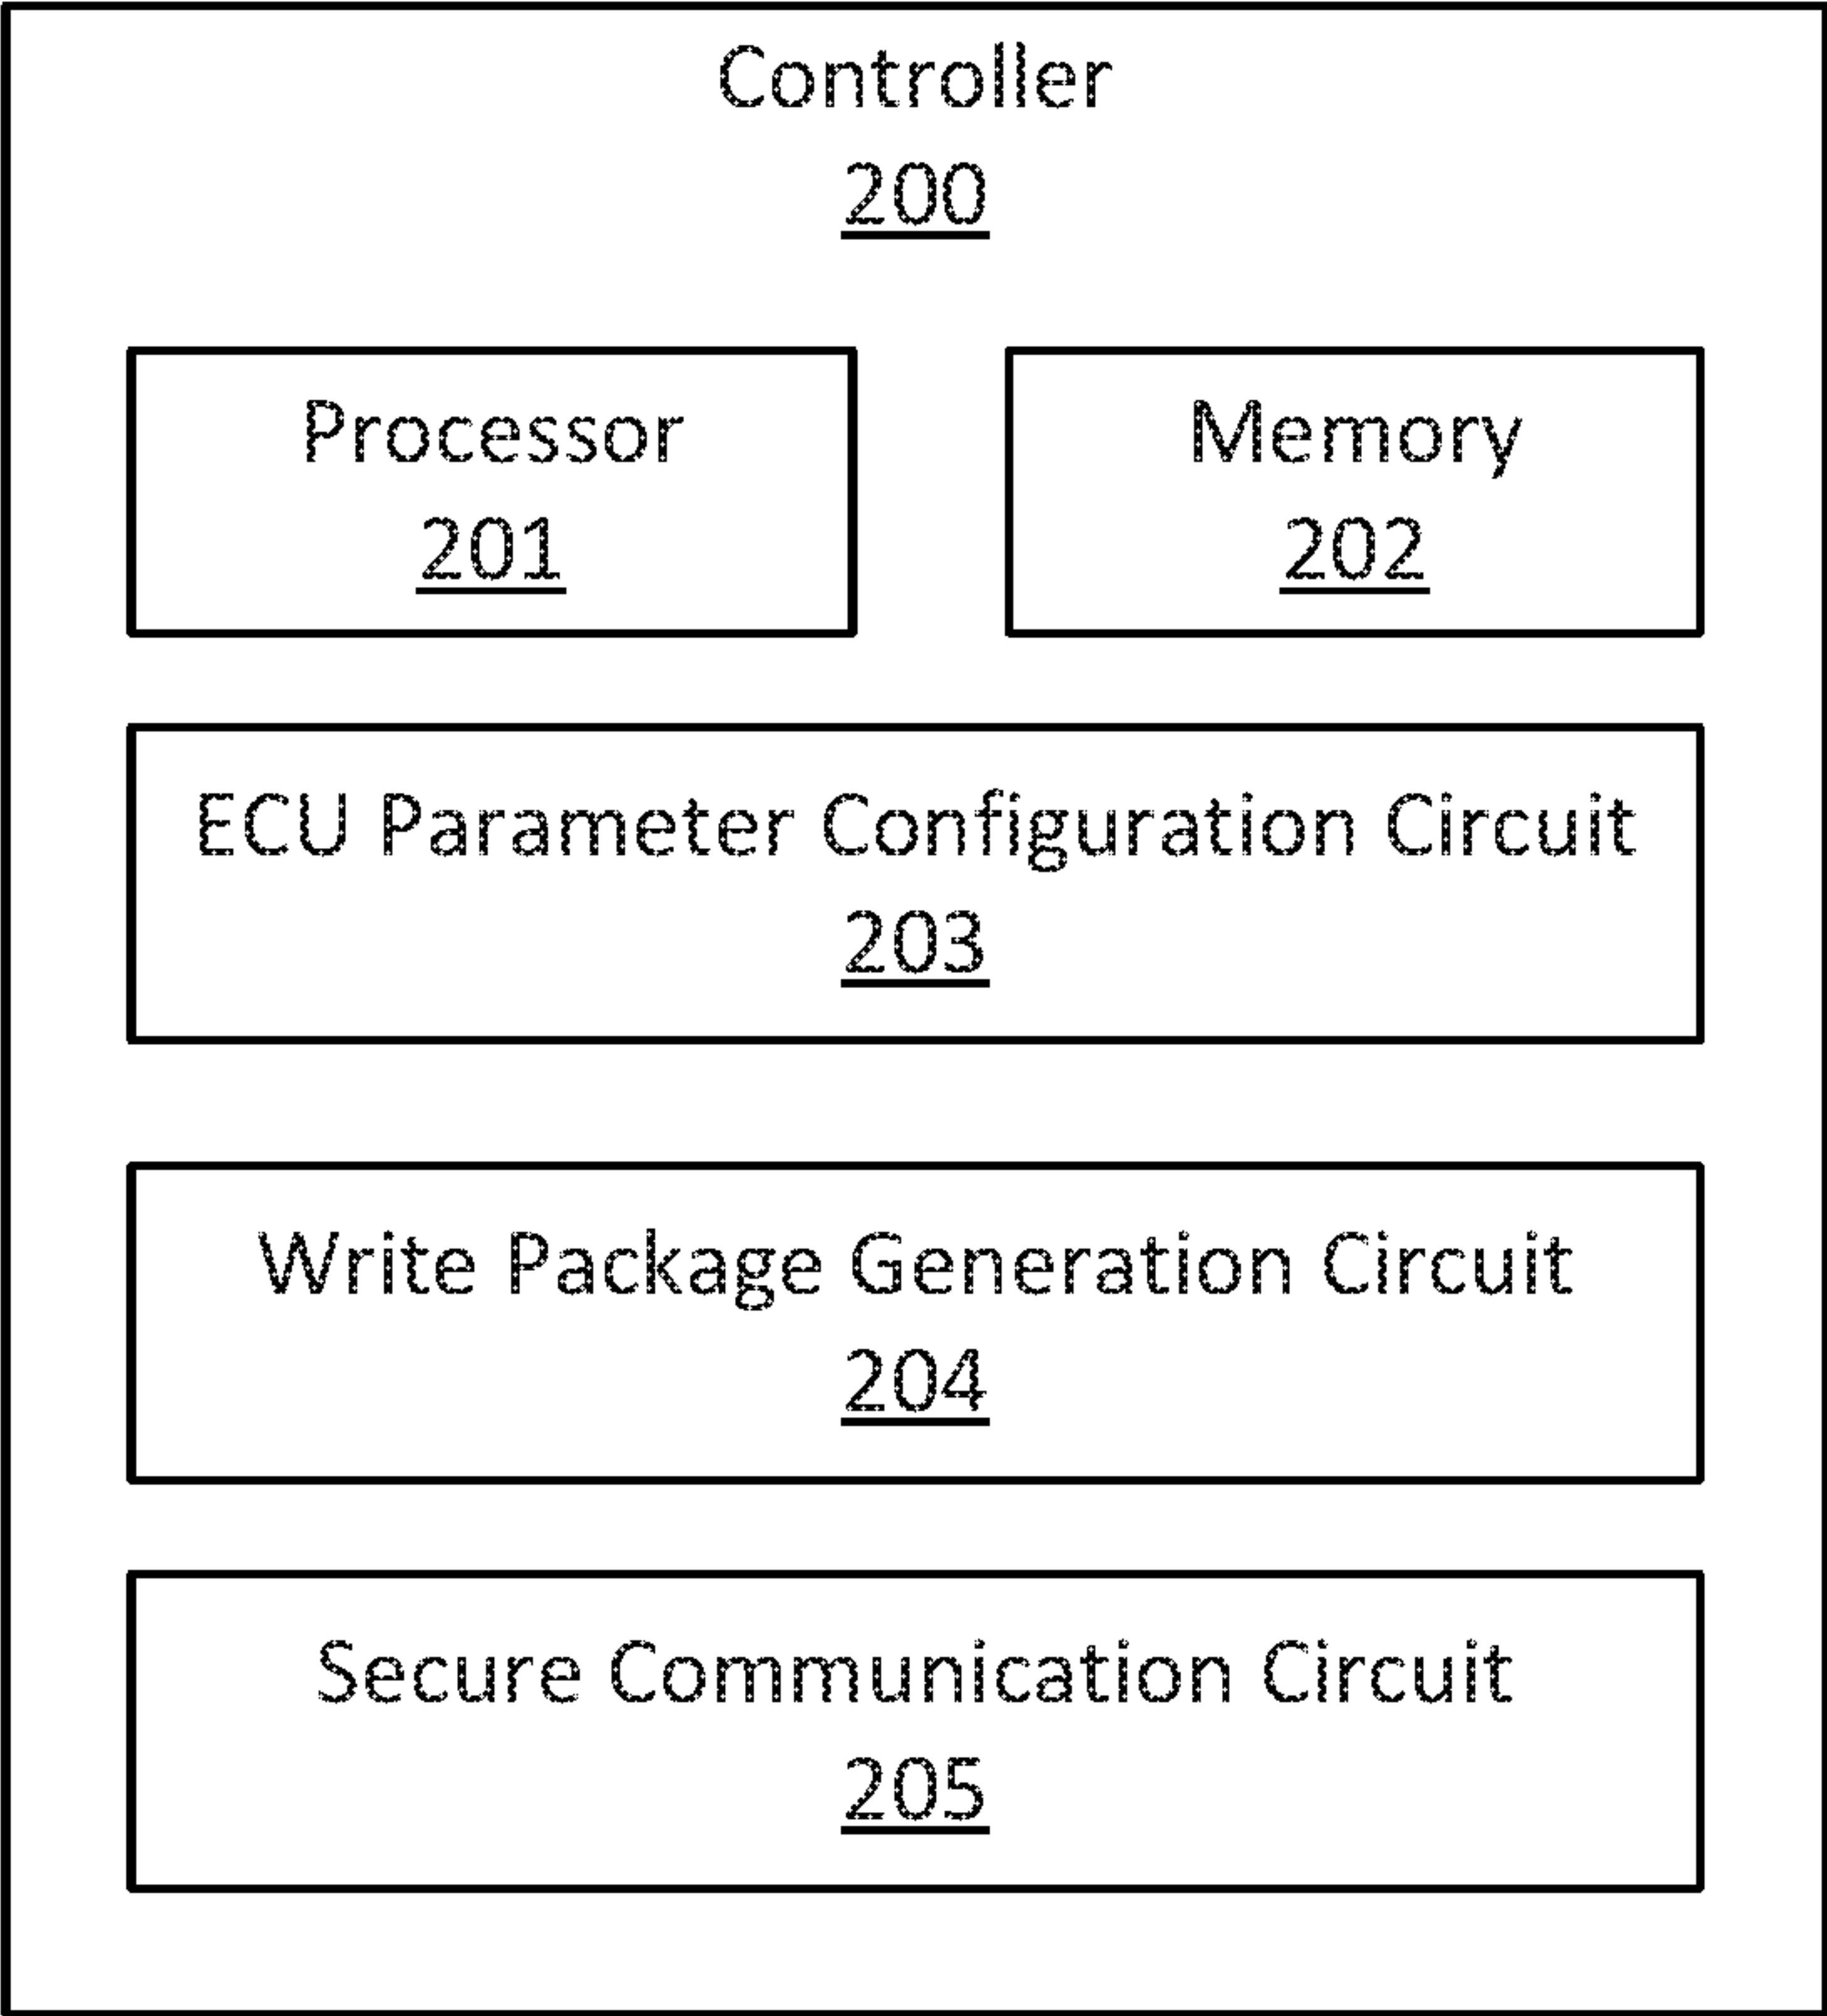 Controller
200
Processor
201
Memory
202
ECU Parameter Configuration Circuit
203
Write Package Generation Circuit
204
Secure Communication Circuit
205